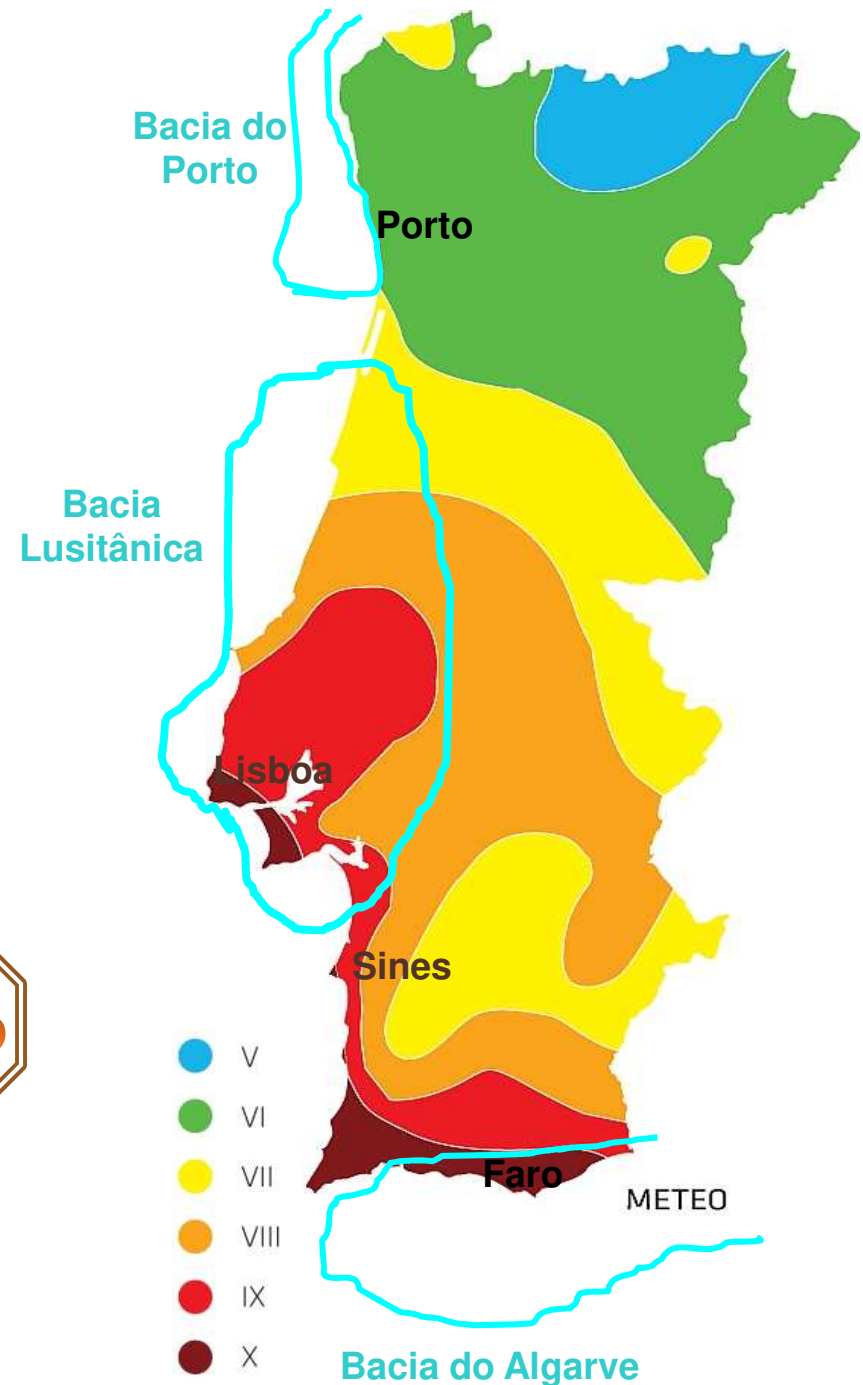 Bacia do
Porto
Porto
Bacia
Lusitânica
Lisboa
Sines
V
VI
VII
VIII
IX
X
Faro
METEO
Bacia do Algarve